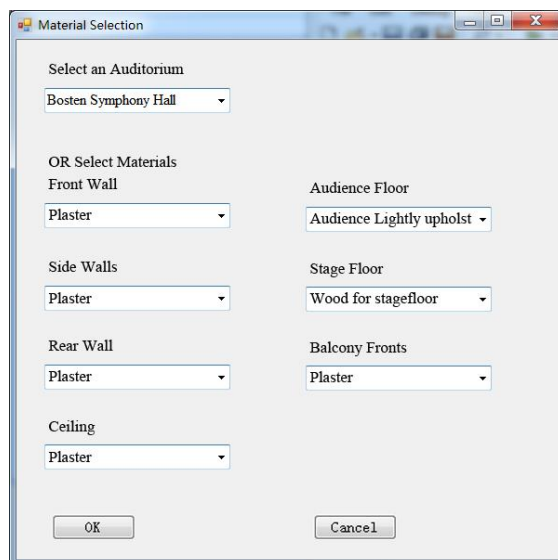 Material Selection
Select an Auditorium
Bosten Symphony Hall
OR Select Materials
Front Wall
Plaster
Audience Floor
Audience Lightly upholst
Side Walls
Plaster
Stage Floor
Wood for stagefloor
Rear Wall
Plaster
Balcony Fronts
Plaster
Ceiling
Plaster
OK
Cancel